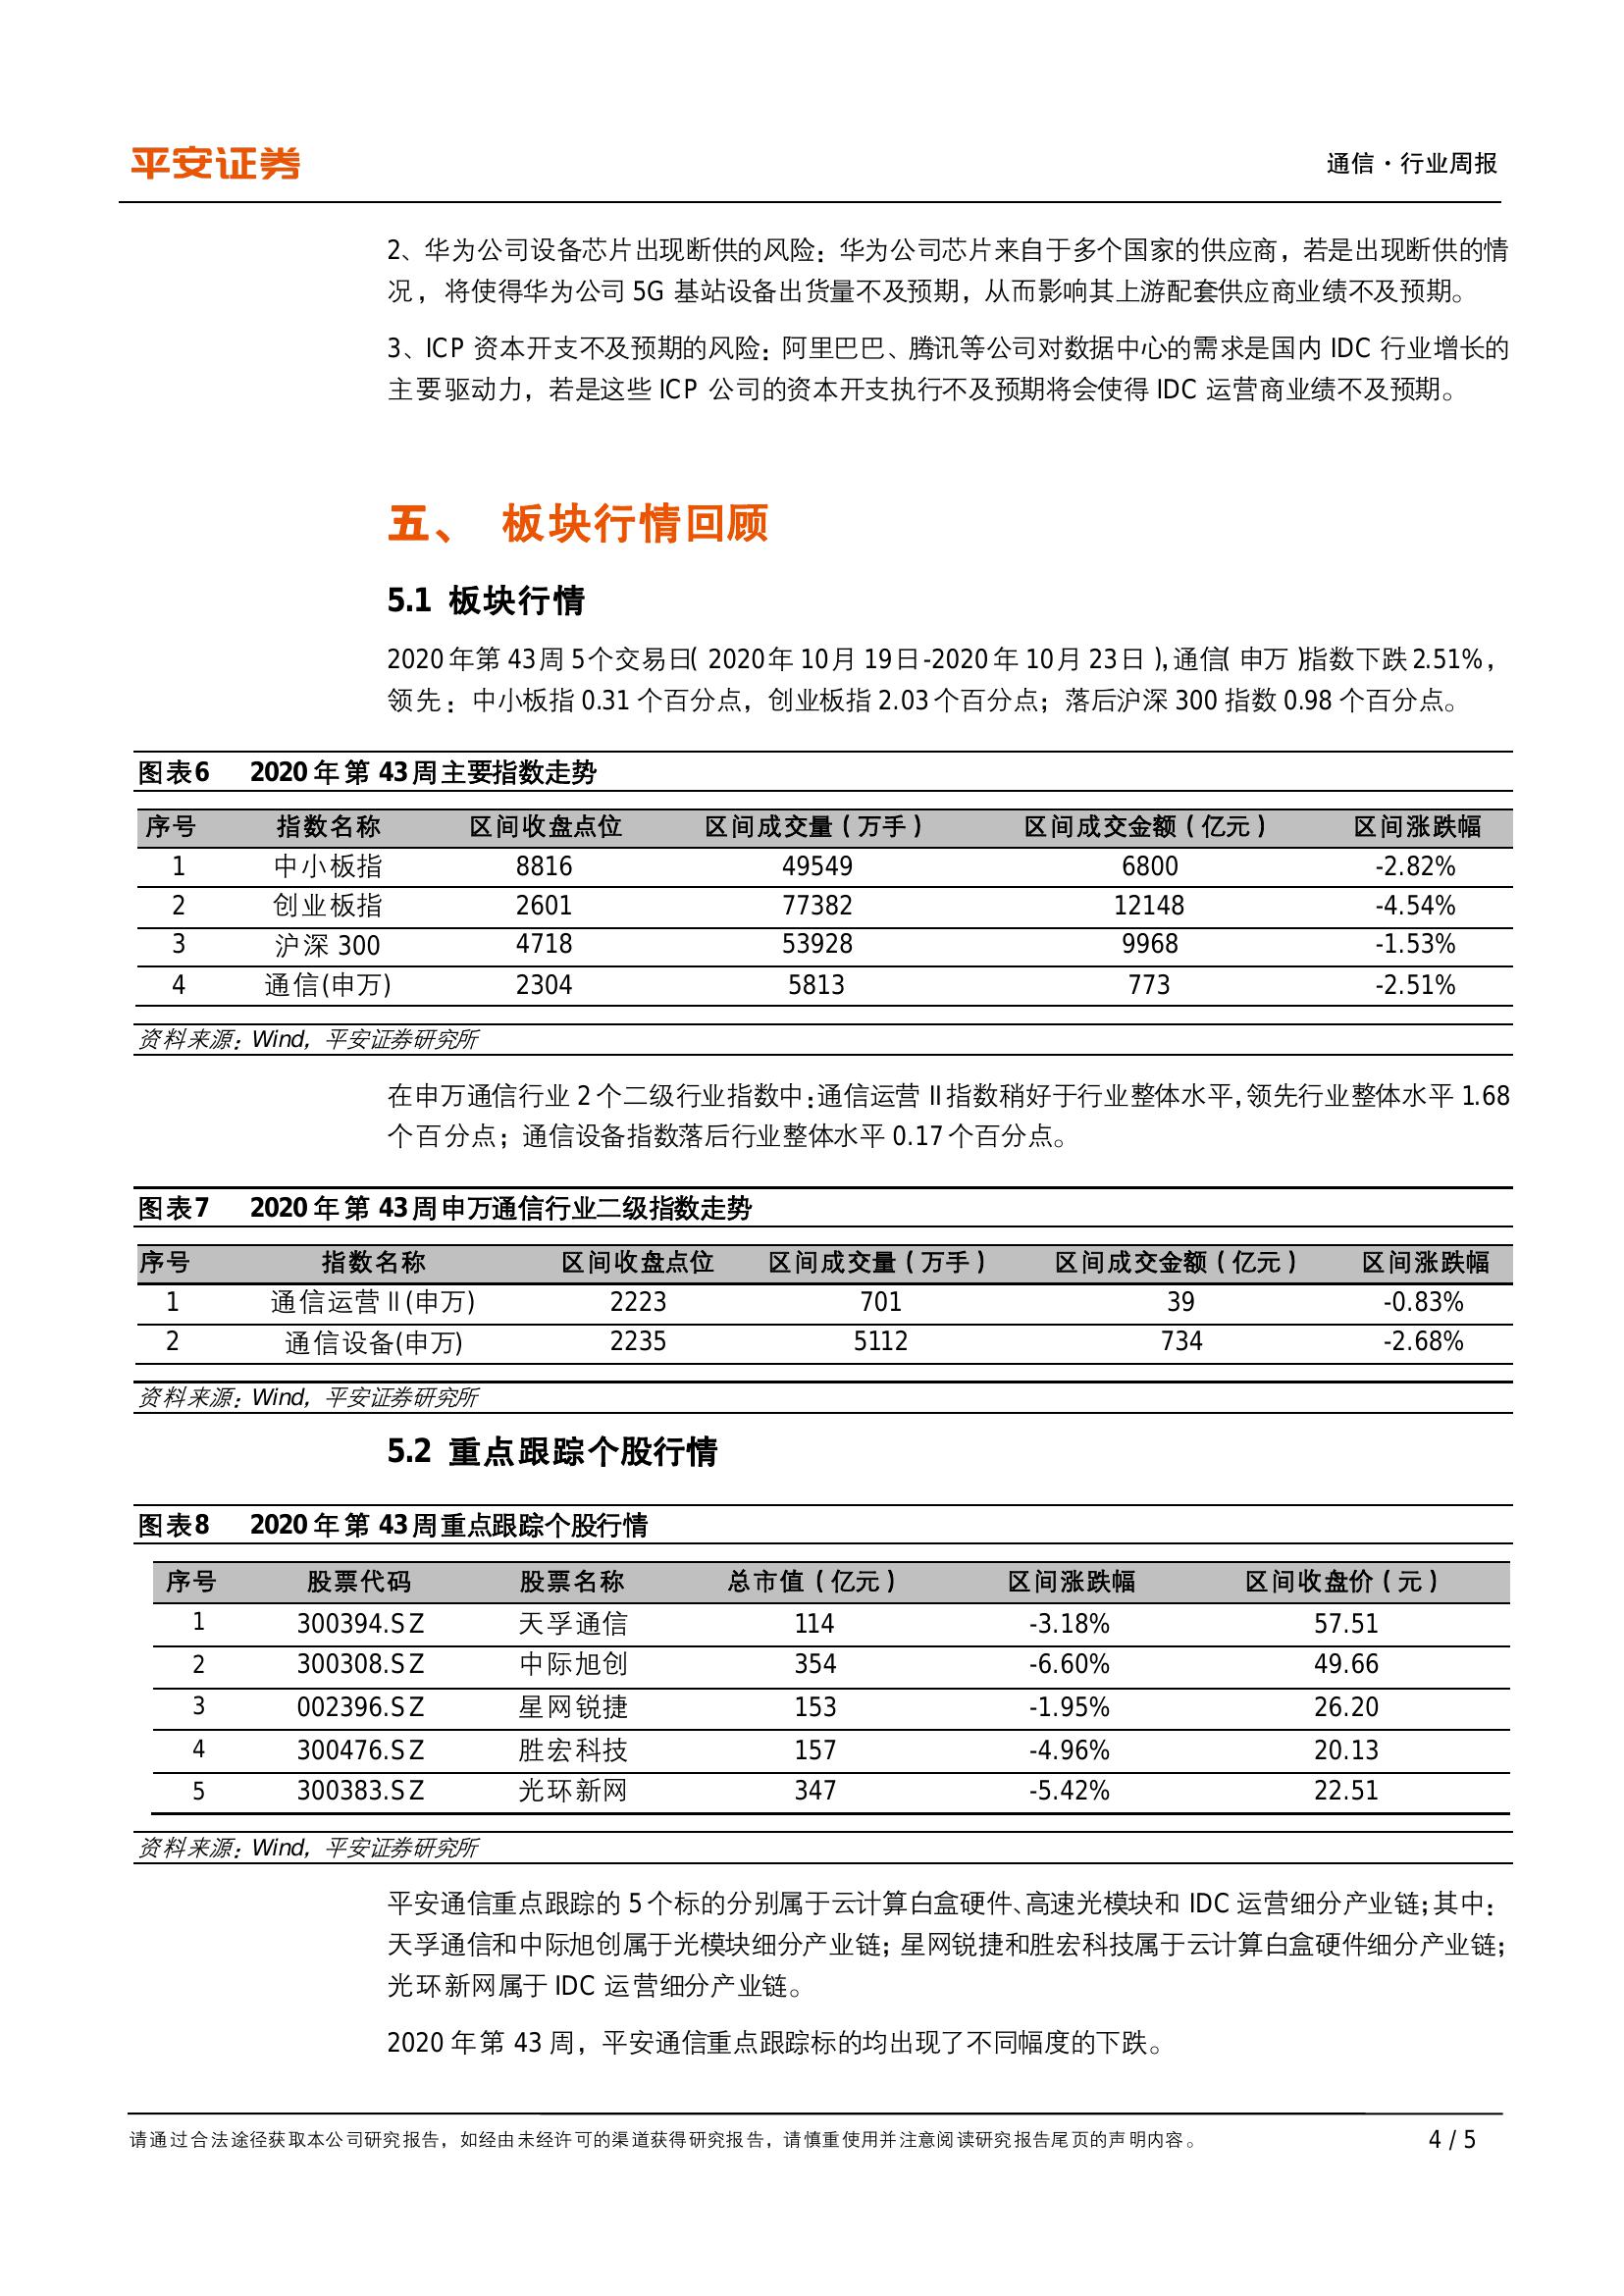 平安证券
通信·行业周报
2、华为公司设备芯片出现断供的风险：华为公司芯片来自于多个国家的供应商，若是出现断供的情
况，将使得华为公司 5G 基站设备出货量不及预期，从而影响其上游配套供应商业绩不及预期。
3、ICP 资本开支不及预期的风险：阿里巴巴、腾讯等公司对数据中心的需求是国内 IDC 行业增长的
主要驱动力，若是这些 ICP 公司的资本开支执行不及预期将会使得 IDC 运营商业绩不及预期。
五、 板块行情回顾
5.1 板块行情
2020 年第 43 周 5 个交易日（2020 年 10 月 19 日-2020 年 10 月 23 日），通信（申万）指数下跌 2.51%，
领先：中小板指 0.31 个百分点，创业板指 2.03 个百分点；落后沪深 300 指数 0.98 个百分点。
图表6 2020 年第 43 周主要指数走势
序号 指数名称 区间收盘点位 区间成交量（万手） 区间成交金额（亿元） 区间涨跌幅
1 中小板指 8816 49549 6800 -2.82%
2 创业板指 2601 77382 12148 -4.54%
3 沪深 300 4718 53928 9968 -1.53%
4 通信(申万) 2304 5813 773 -2.51%
资料来源：Wind，平安证券研究所
在申万通信行业 2 个二级行业指数中：通信运营 II 指数稍好于行业整体水平，领先行业整体水平 1.68
个百分点；通信设备指数落后行业整体水平 0.17 个百分点。
图表7 2020 年第 43 周申万通信行业二级指数走势
序号 指数名称 区间收盘点位 区间成交量（万手） 区间成交金额（亿元） 区间涨跌幅
1 通信运营Ⅱ(申万) 2223 701 39 -0.83%
2 通信设备(申万) 2235 5112 734 -2.68%
资料来源：Wind，平安证券研究所
5.2 重点跟踪个股行情
图表8 2020 年第 43 周重点跟踪个股行情
序号 股票代码 股票名称 总市值（亿元） 区间涨跌幅 区间收盘价（元）
1 300394.SZ 天孚通信 114 -3.18% 57.51
2 300308.SZ 中际旭创 354 -6.60% 49.66
3 002396.SZ 星网锐捷 153 -1.95% 26.20
4 300476.SZ 胜宏科技 157 -4.96% 20.13
5 300383.SZ 光环新网 347 -5.42% 22.51
资料来源：Wind，平安证券研究所
平安通信重点跟踪的 5 个标的分别属于云计算白盒硬件、高速光模块和 IDC 运营细分产业链；其中：
天孚通信和中际旭创属于光模块细分产业链；星网锐捷和胜宏科技属于云计算白盒硬件细分产业链；
光环新网属于 IDC 运营细分产业链。
2020 年第 43 周，平安通信重点跟踪标的均出现了不同幅度的下跌。
请通过合法途径获取本公司研究报告，如经由未经许可的渠道获得研究报告，请慎重使用并注意阅读研究报告尾页的声明内容。
4 / 5